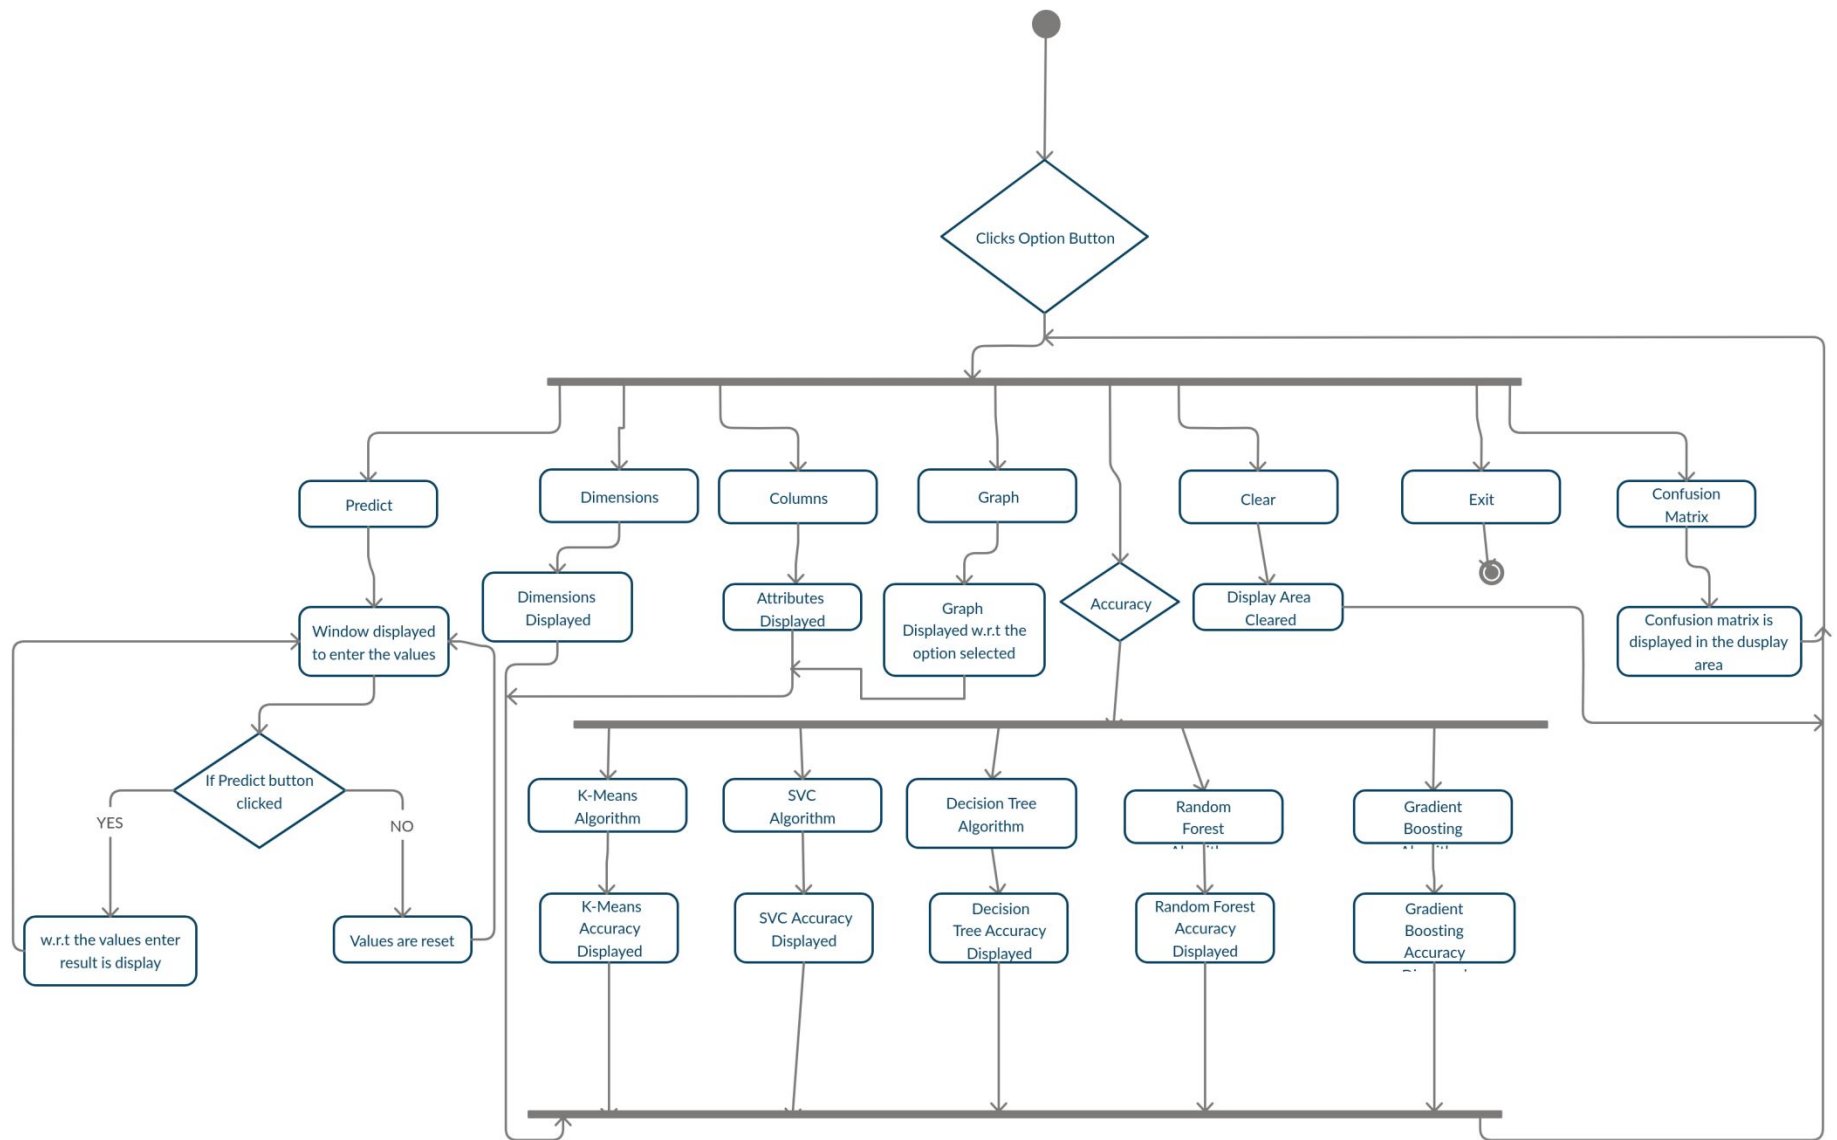 Clicks Option Button
Predict
Dimensions
Columns
Graph
Clear
Exit
Confusion
Matrix
Window displayed
to enter the values
Dimensions
Displayed
Attributes
Displayed
Graph
Displayed w.r.t the
option selected
Accuracy
Display Area
Cleared
Confusion matrix is
displayed in the dusplay
area
If Predict button
clicked
YES
NO
w.r.t the values enter
result is display
Values are reset
K-Means
Algorithm
SVC
Algorithm
Decision Tree
Algorithm
Random
Forest
Gradient
Boosting
K-Means
Accuracy
Displayed
SVC Accuracy
Displayed
Decision
Tree Accuracy
Displayed
Random Forest
Accuracy
Displayed
Gradient
Boosting
Accuracy